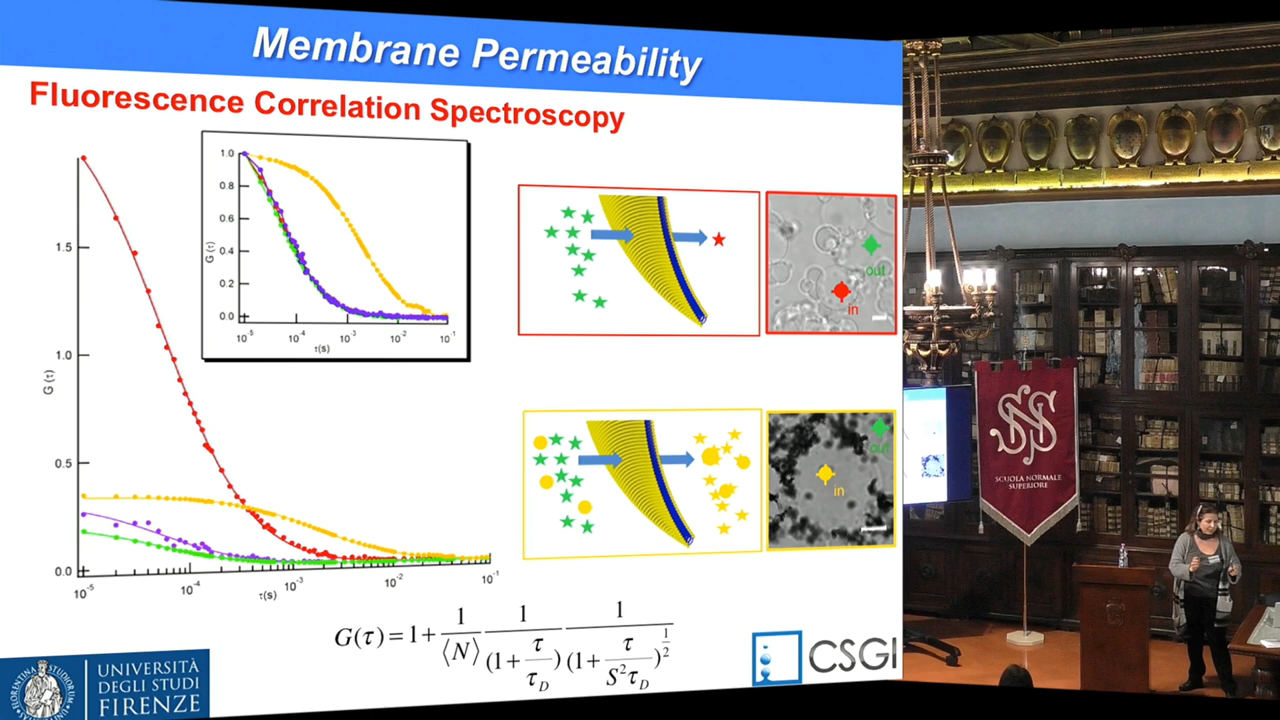 Membrane Permeability
Fluorescence Correlation Spectroscopy
G (τ)
1.5
1.0
0.5
0.0
10⁻⁵
10⁻⁴
10⁻³
10⁻²
10⁻¹
τ(s)
G (τ)
1.0
0.8
0.6
0.4
0.2
0.0
10⁻⁵
10⁻⁴
10⁻³
10⁻²
10⁻¹
τ(s)
out
in
out
in
G(τ) = 1 + 1/⟨N⟩ 1/(1 + τ/τ_D) 1/(1 + τ/(S²τ_D))^(1/2)
UNIVERSITÀ
DEGLI STUDI
FIRENZE
CSGI
SNS
SCUOLA NORMALE
SUPERIORE